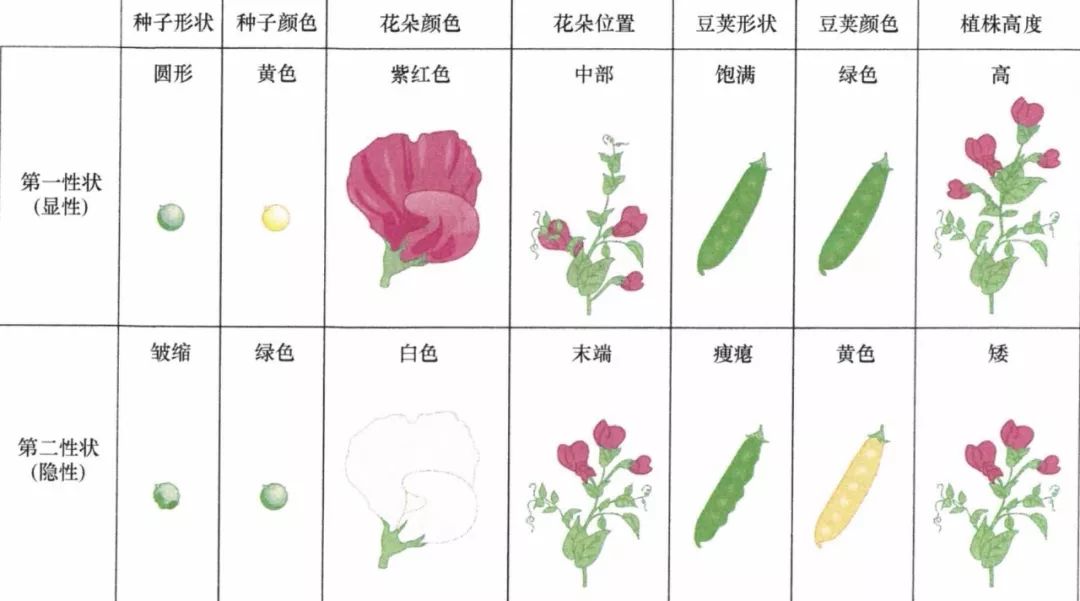 种子形状 种子颜色 花朵颜色 花朵位置 豆荚形状 豆荚颜色 植株高度
圆形 黄色 紫红色 中部 饱满 绿色 高
第一性状
(显性)
皱缩 绿色 白色 末端 瘦瘪 黄色 矮
第二性状
(隐性)